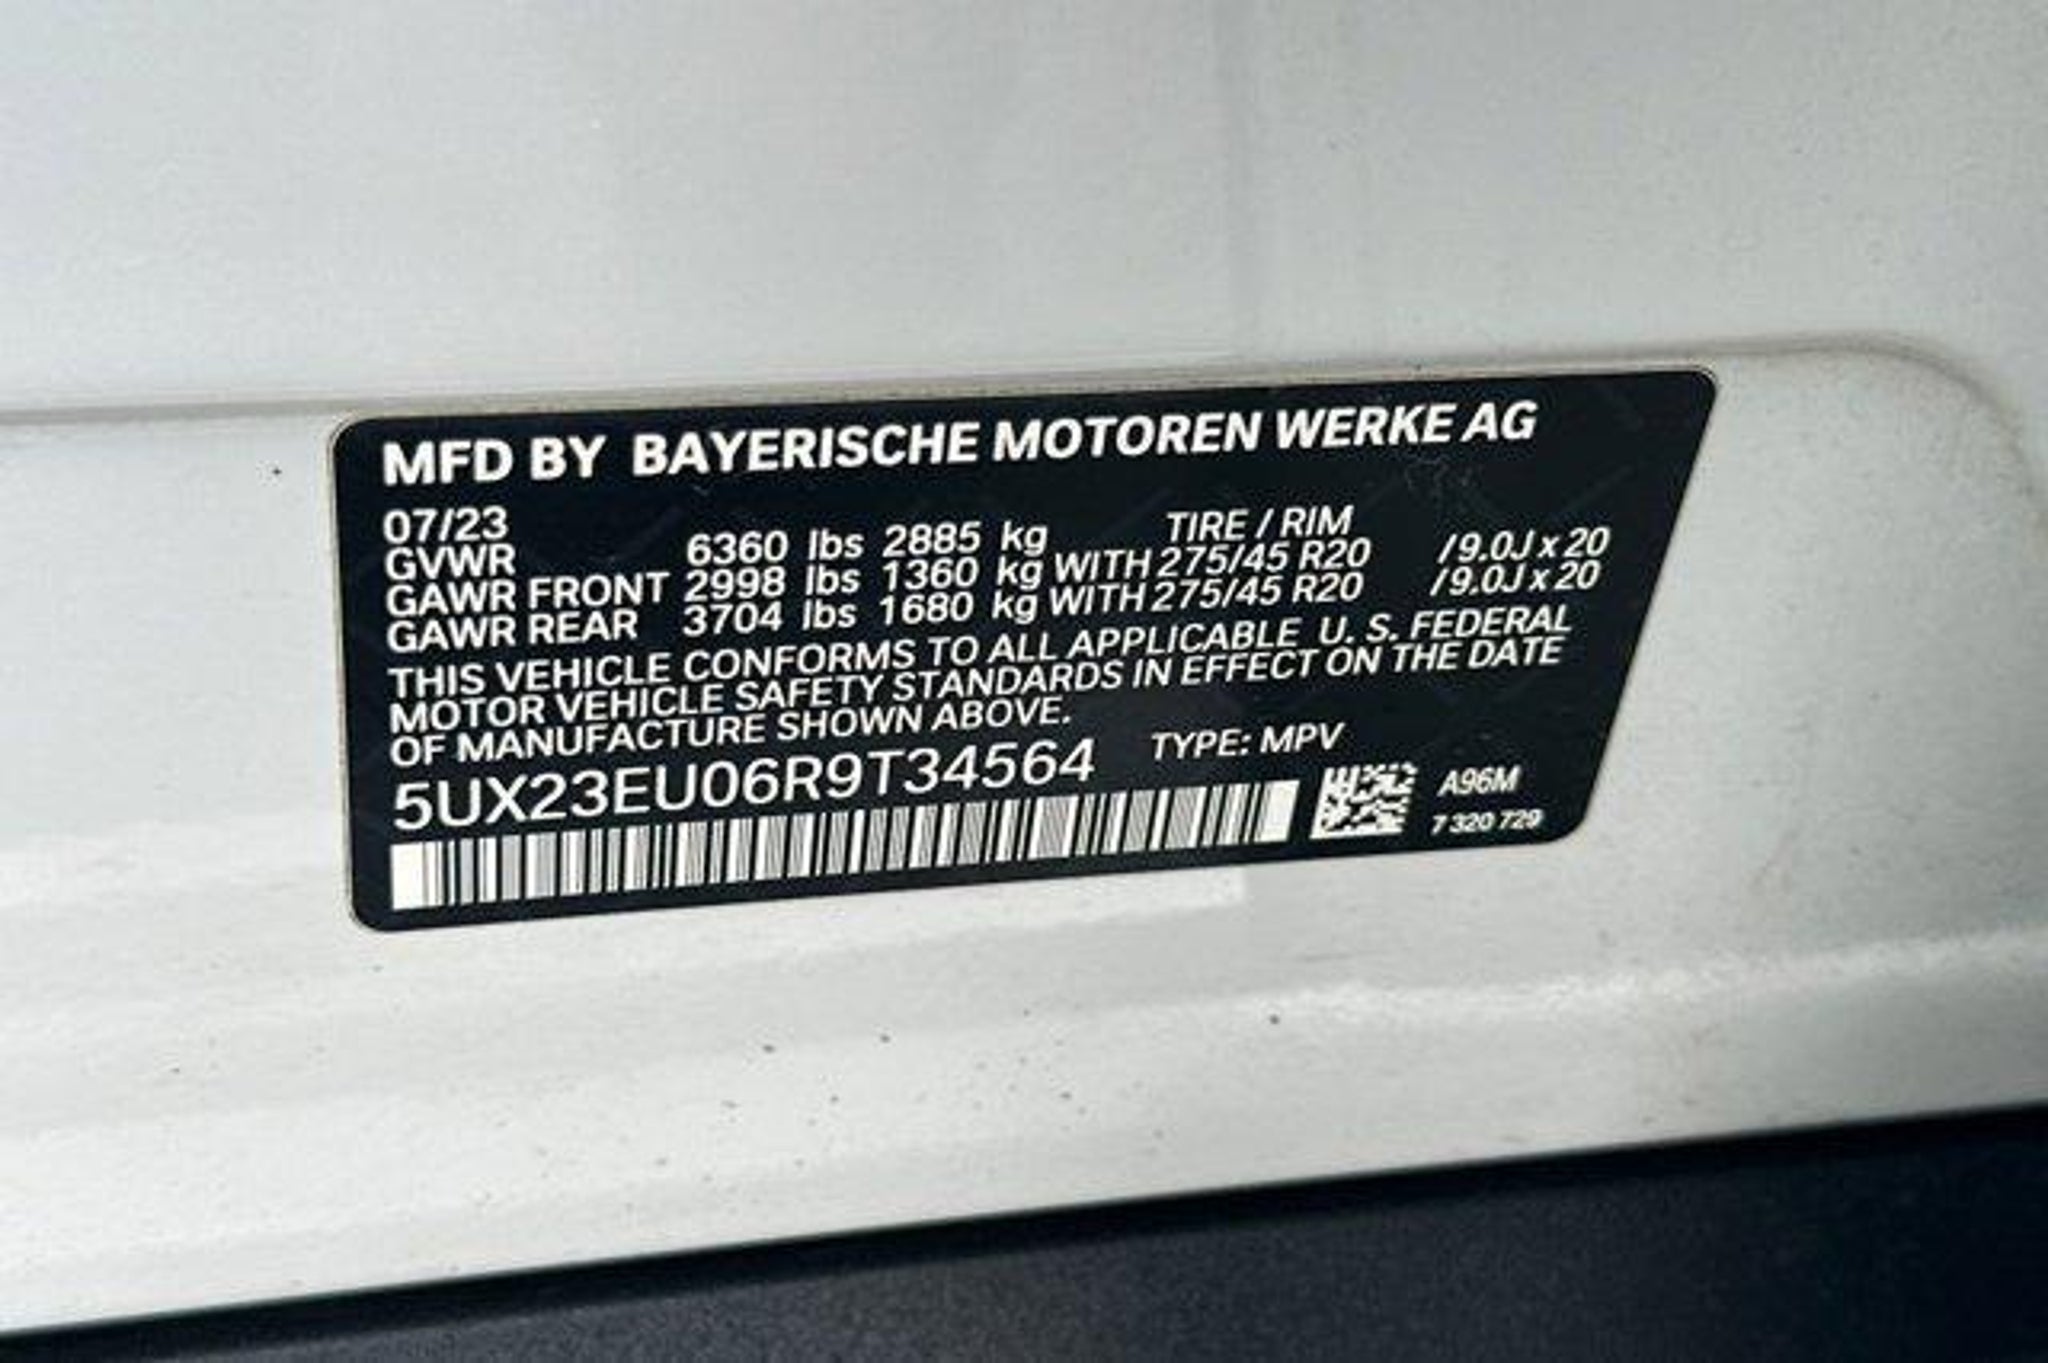 MFD BY BAYERISCHE MOTOREN WERKE AG
07/23 TIRE / RIM
GVWR 6360 lbs 2885 kg
GAWR FRONT 2998 lbs 1360 kg WITH 275/45 R20 /9.0J x 20
GAWR REAR 3704 lbs 1680 kg WITH 275/45 R20 /9.0J x 20
THIS VEHICLE CONFORMS TO ALL APPLICABLE U. S. FEDERAL
MOTOR VEHICLE SAFETY STANDARDS IN EFFECT ON THE DATE
OF MANUFACTURE SHOWN ABOVE.
5UX23EU06R9T34564 TYPE: MPV
A96M
7 320 729